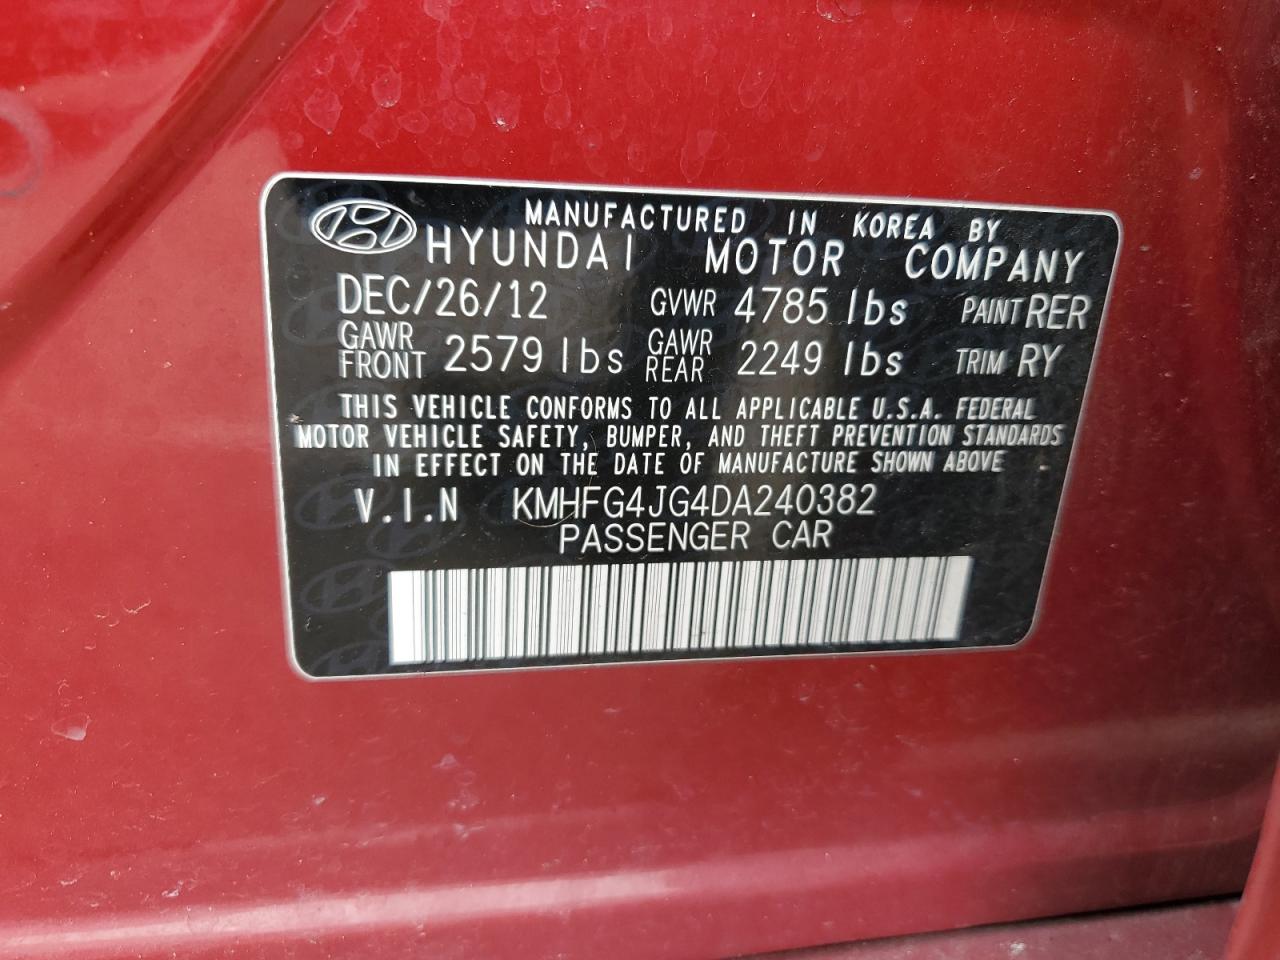 MANUFACTURED IN KOREA BY
HYUNDAI MOTOR COMPANY
DEC/26/12 GVWR 4785 lbs PAINT RER
GAWR FRONT 2579 lbs GAWR REAR 2249 lbs TRIM RY
THIS VEHICLE CONFORMS TO ALL APPLICABLE U.S.A. FEDERAL
MOTOR VEHICLE SAFETY, BUMPER, AND THEFT PREVENTION STANDARDS
IN EFFECT ON THE DATE OF MANUFACTURE SHOWN ABOVE
V.I.N KMHFG4JG4DA240382
PASSENGER CAR